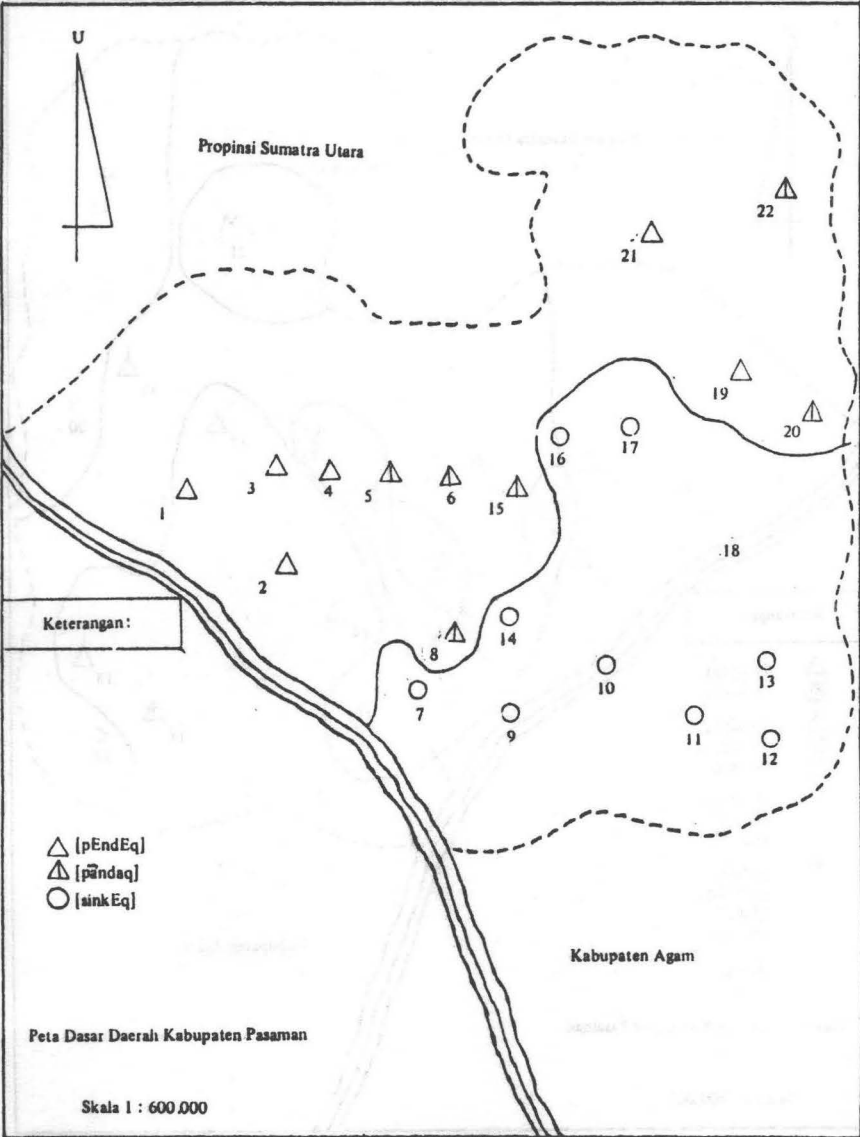 U
Propinsi Sumatra Utara
22
21
19
20
16
17
3
4
5
6
15
1
2
18
Keterangan:
8
14
7
10
13
9
11
12
[pEndEq]
[pãndaq]
[sinkEq]
Kabupaten Agam
Peta Dasar Daerah Kabupaten Pasaman
Skala 1 : 600.000